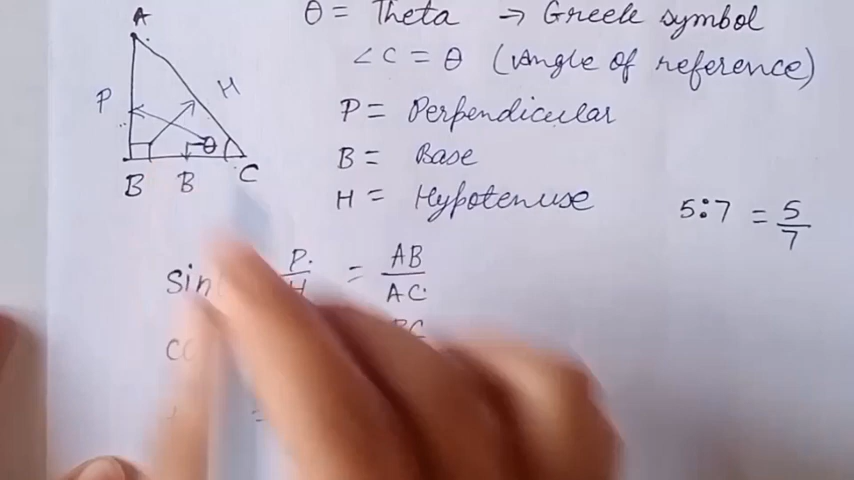 θ = Theta → Greek symbol
∠C = θ (Angle of reference)
P = Perpendicular
B = Base
H = Hypotenuse
A
P
H
θ
B
B
C
5:7 = 5/7
sin P/H = AB/AC